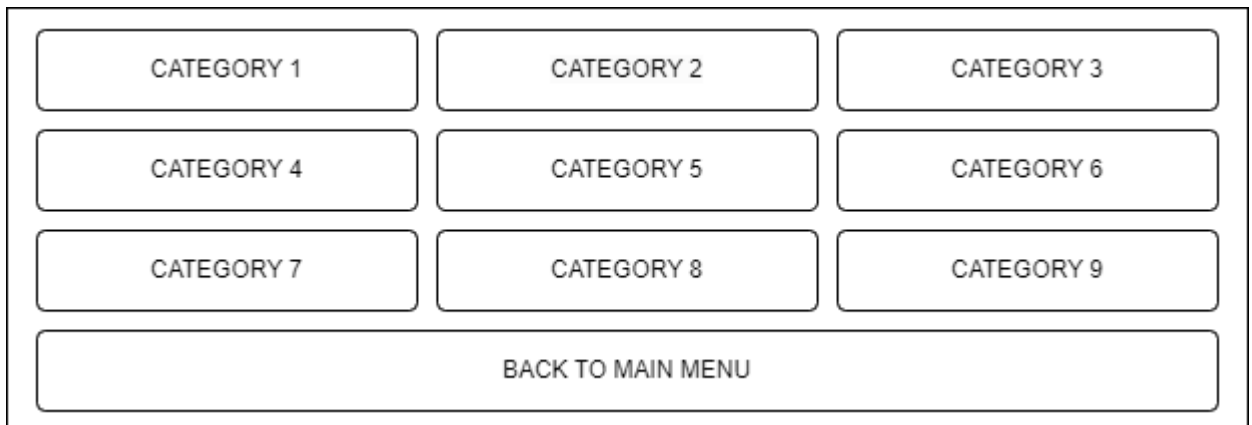 CATEGORY 1
CATEGORY 2
CATEGORY 3
CATEGORY 4
CATEGORY 5
CATEGORY 6
CATEGORY 7
CATEGORY 8
CATEGORY 9
BACK TO MAIN MENU